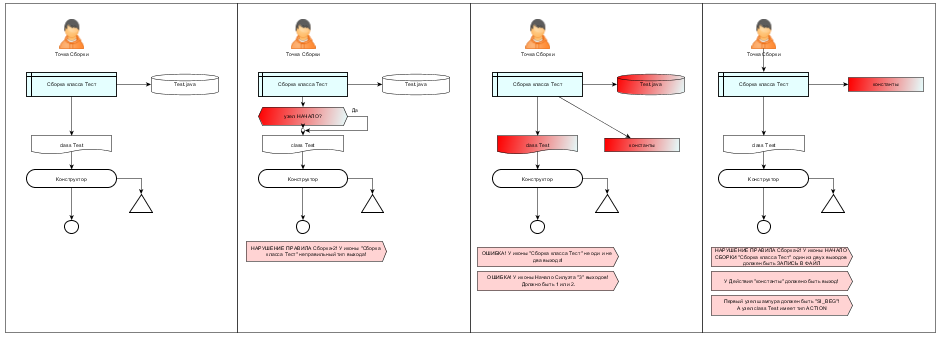 Точка Сборки
Сборка класса Тест
Test.java
class Test
Конструктор
Точка Сборки
Сборка класса Тест
Test.java
узел НАЧАЛО?
Да
class Test
Конструктор
НАРУШЕНИЕ ПРАВИЛА Сборка-2! У иконы "Сборка
класса Тест" неправильный тип выхода!
Точка Сборки
Сборка класса Тест
Test.java
class Test
константы
Конструктор
ОШИБКА! У иконы "Сборка класса Тест" не один и не
два выхода!
ОШИБКА! У иконы Начало Силуэта "3" выходов!
Должно быть 1 или 2.
Точка Сборки
Сборка класса Тест
константы
class Test
Конструктор
НАРУШЕНИЕ ПРАВИЛА Сборка-2! У иконы НАЧАЛО
СБОРКИ "Сборка класса Тест" один из двух выходов
должен быть ЗАПИСЬ В ФАЙЛ
У Действия "константы" должено быть выход!
Первый узел шампура должен быть "SI_BEG"!
А узел class Test имеет тип ACTION